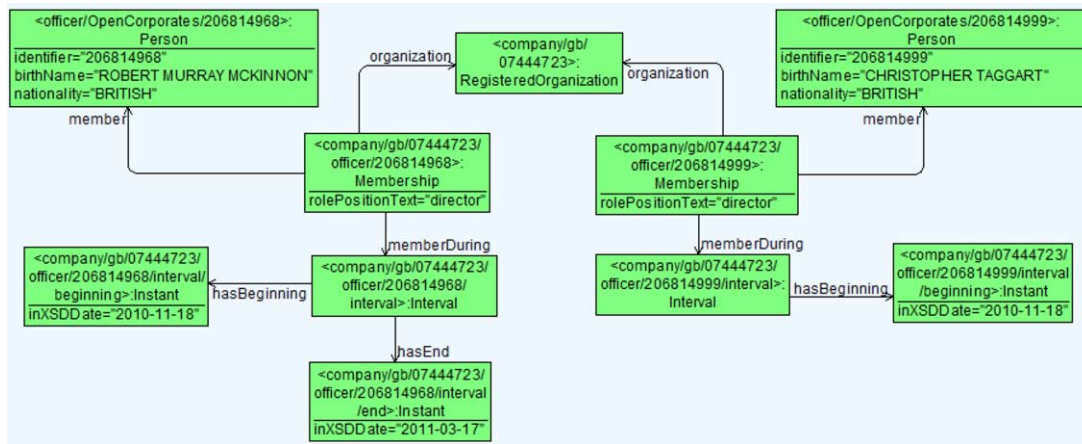 <officer/OpenCorporates/206814968>:
Person
identifier="206814968"
birthName="ROBERT MURRAY MCKINNON"
nationality="BRITISH"
member
organization
<company/gb/
07444723>:
RegisteredOrganization
organization
<officer/OpenCorporates/206814999>:
Person
identifier="206814999"
birthName="CHRISTOPHER TAGGART"
nationality="BRITISH"
member
<company/gb/07444723/
officer/206814968>:
Membership
rolePositionText="director"
<company/gb/07444723/
officer/206814999>:
Membership
rolePositionText="director"
memberDuring
memberDuring
<company/gb/07444723/
officer/206814968/interval/
beginning>:Instant
inXSDDate="2010-11-18"
hasBeginning
<company/gb/07444723/
officer/206814968/
interval>:Interval
<company/gb/07444723/
officer/206814999/interval>:
Interval
hasBeginning
<company/gb/07444723/
officer/206814999/interval
/beginning>:Instant
inXSDDate="2010-11-18"
hasEnd
<company/gb/07444723/
officer/206814968/interval
/end>:Instant
inXSDDate="2011-03-17"